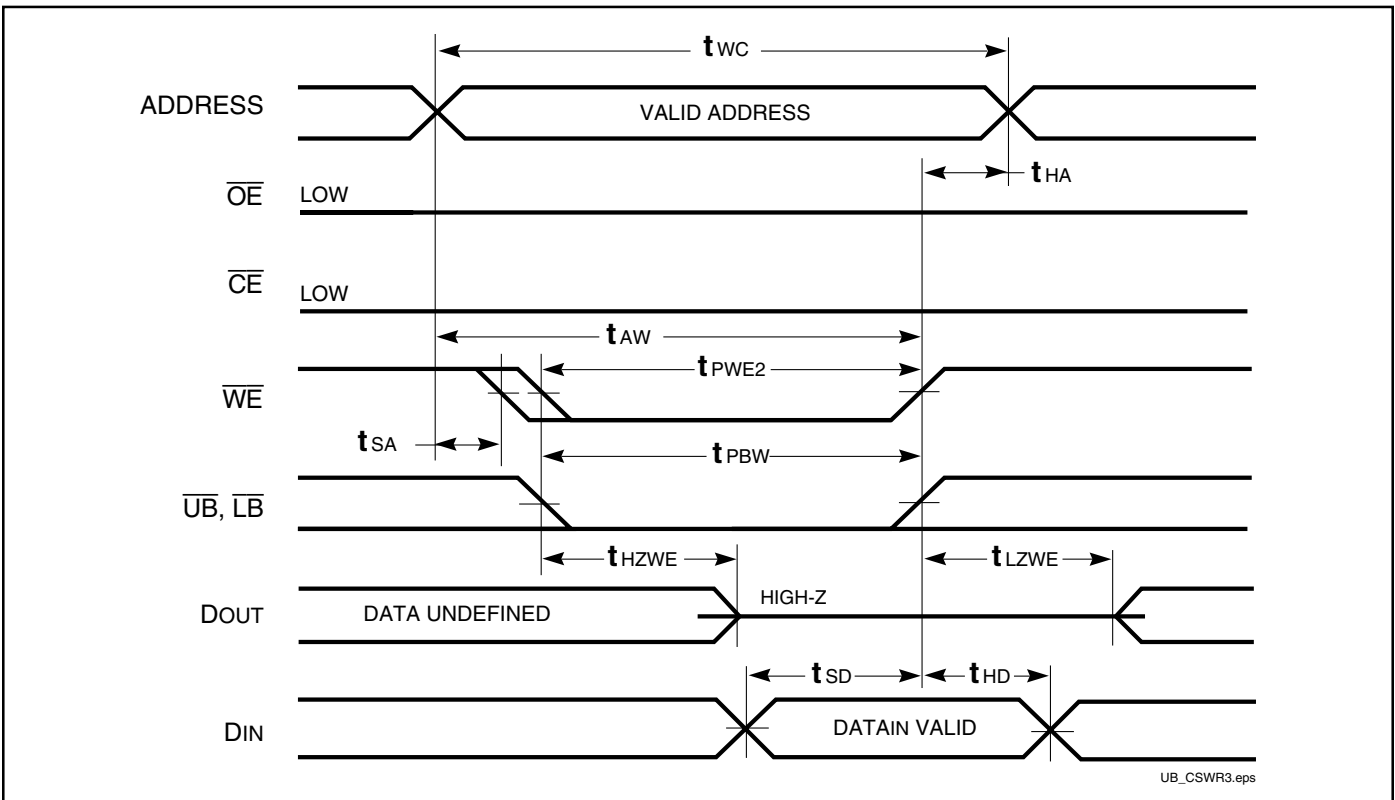 tWC
ADDRESS
VALID ADDRESS
tHA
OE
LOW
CE
LOW
tAW
tPWE2
WE
tSA
tPBW
UB, LB
tHZWE
tLZWE
HIGH-Z
DOUT
DATA UNDEFINED
tSD
tHD
DIN
DATAIN VALID
UB_CSWR3.eps